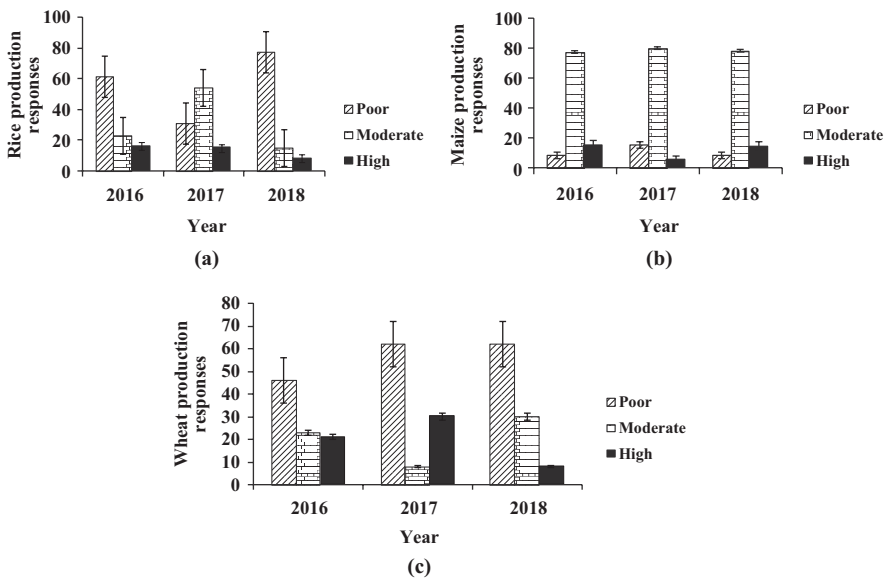 Rice production
responses
100
80
60
40
20
0
2016 2017 2018
Year
Poor
Moderate
High
(a)
Maize production
responses
100
80
60
40
20
0
2016 2017 2018
Year
Poor
Moderate
High
(b)
Wheat production
responses
80
70
60
50
40
30
20
10
0
2016 2017 2018
Year
Poor
Moderate
High
(c)